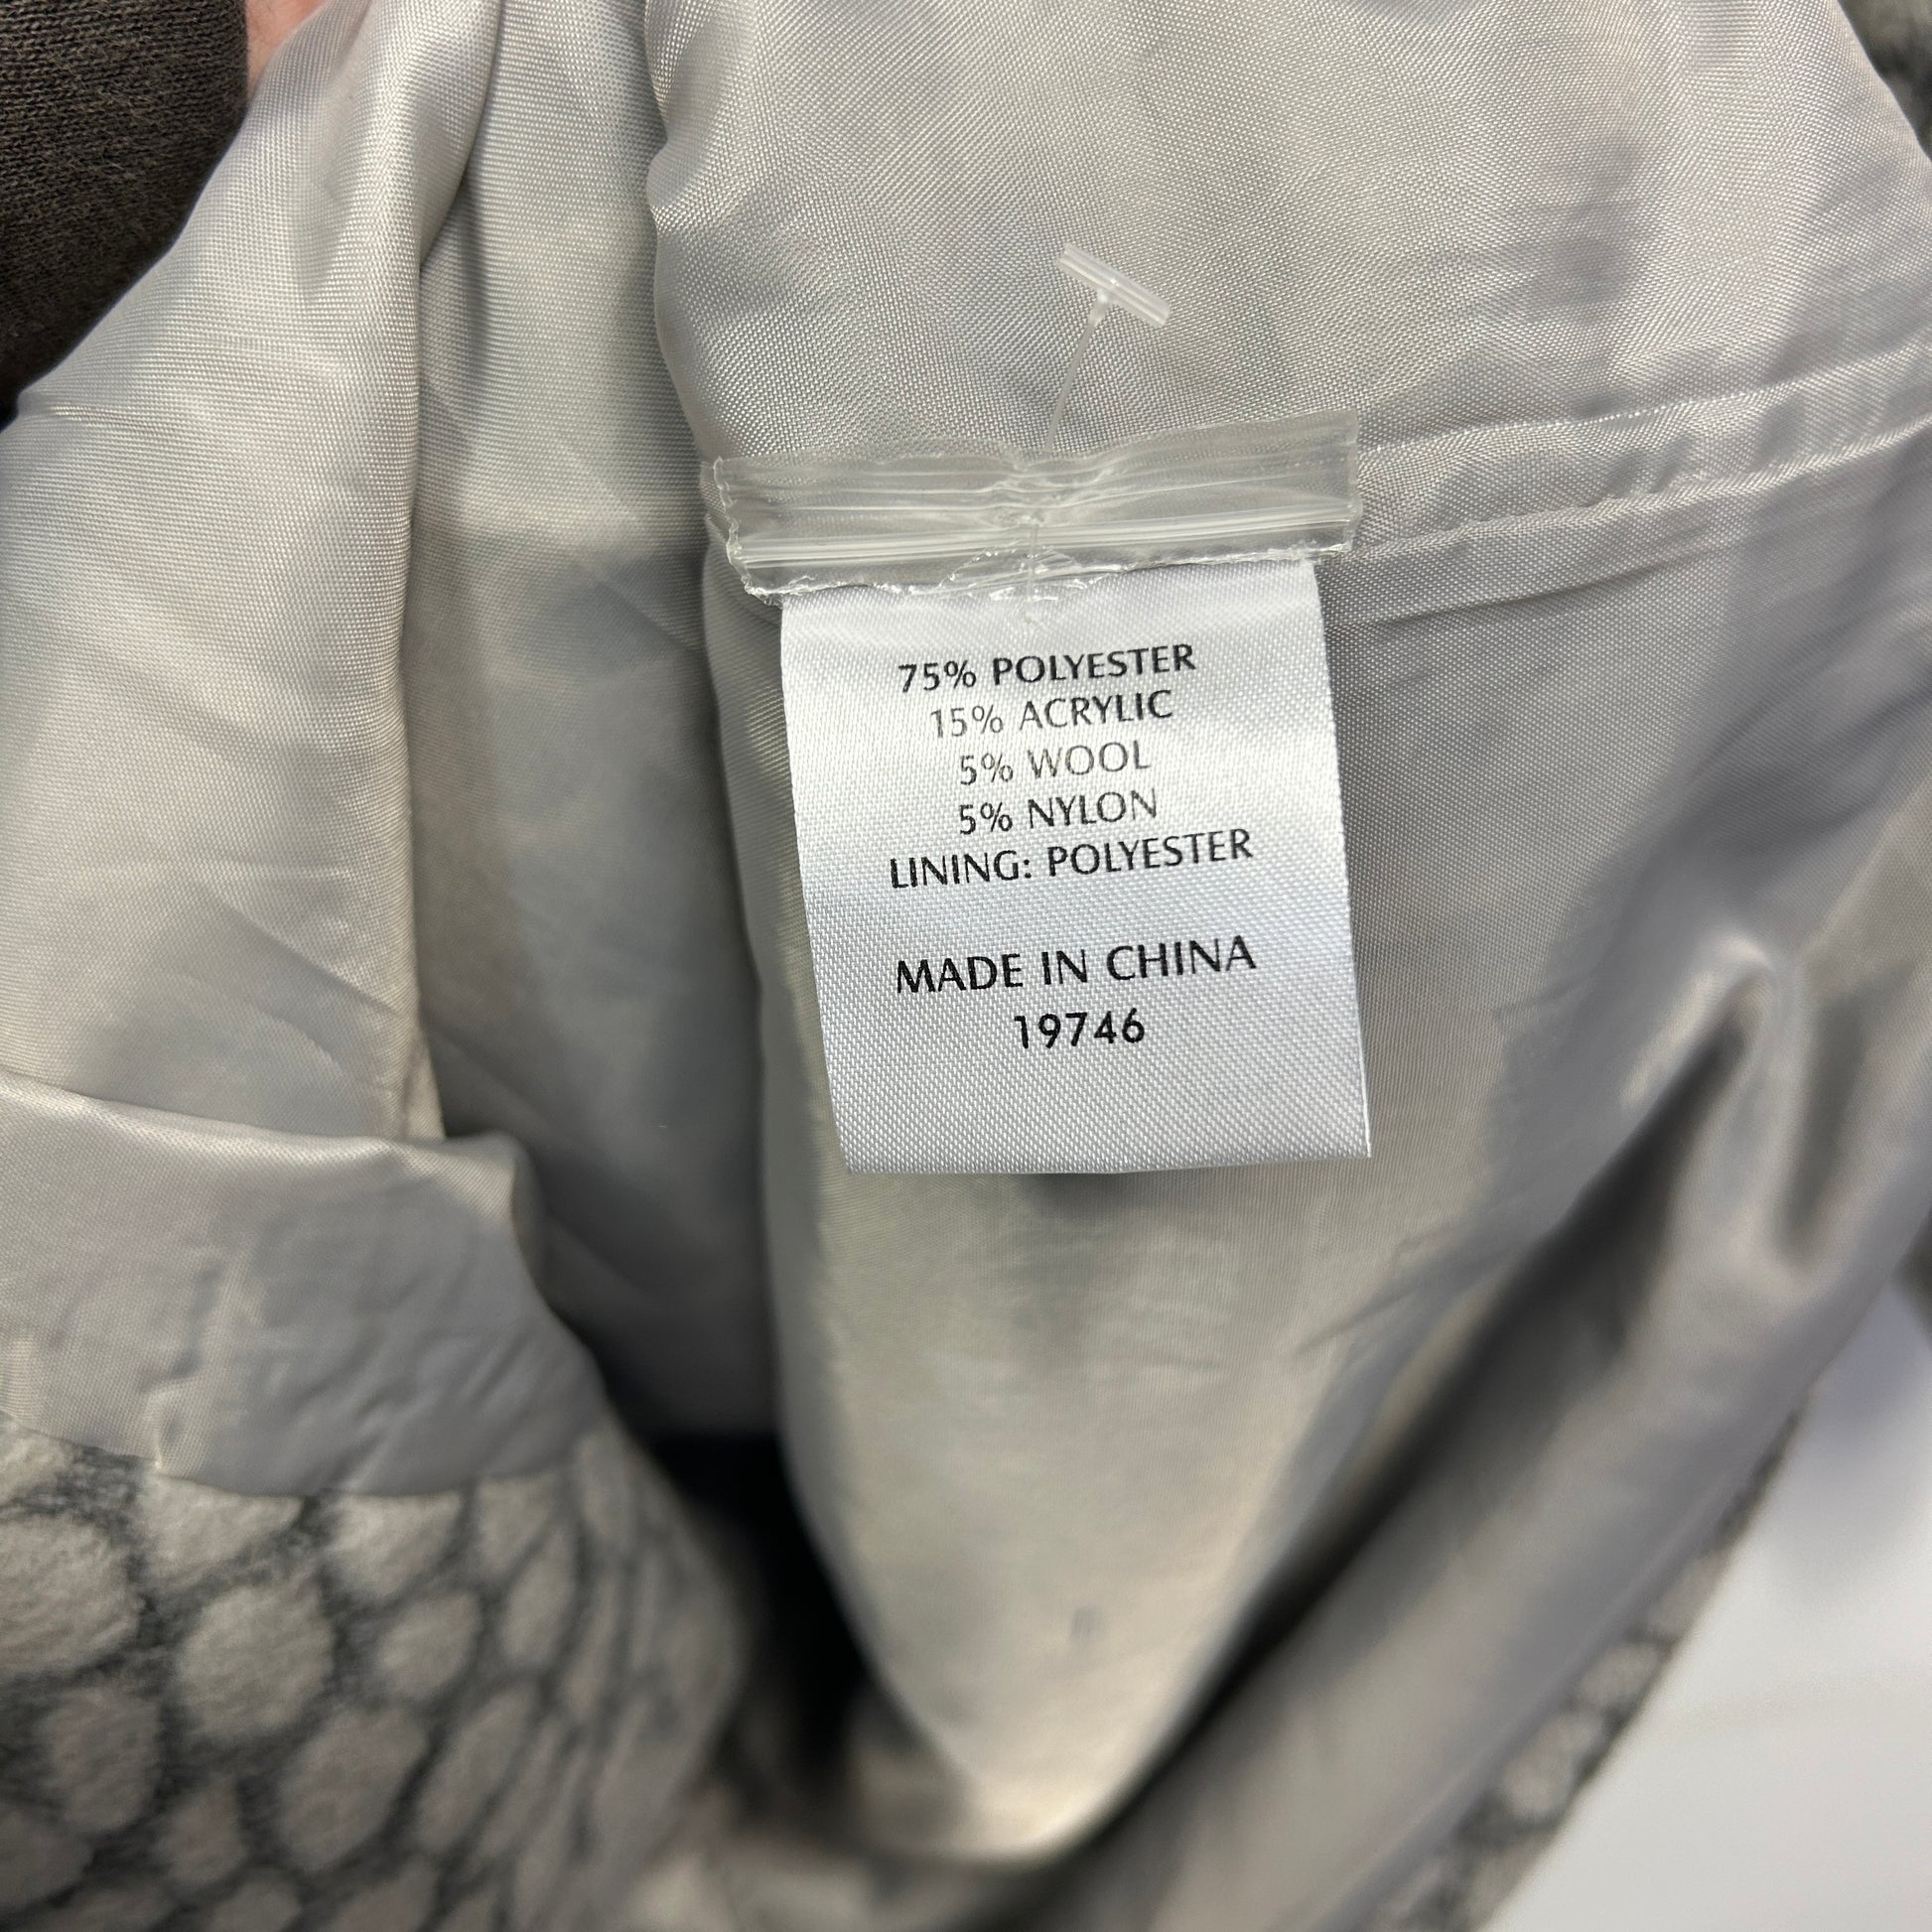 75% POLYESTER
15% ACRYLIC
5% WOOL
5% NYLON
LINING: POLYESTER
MADE IN CHINA
19746